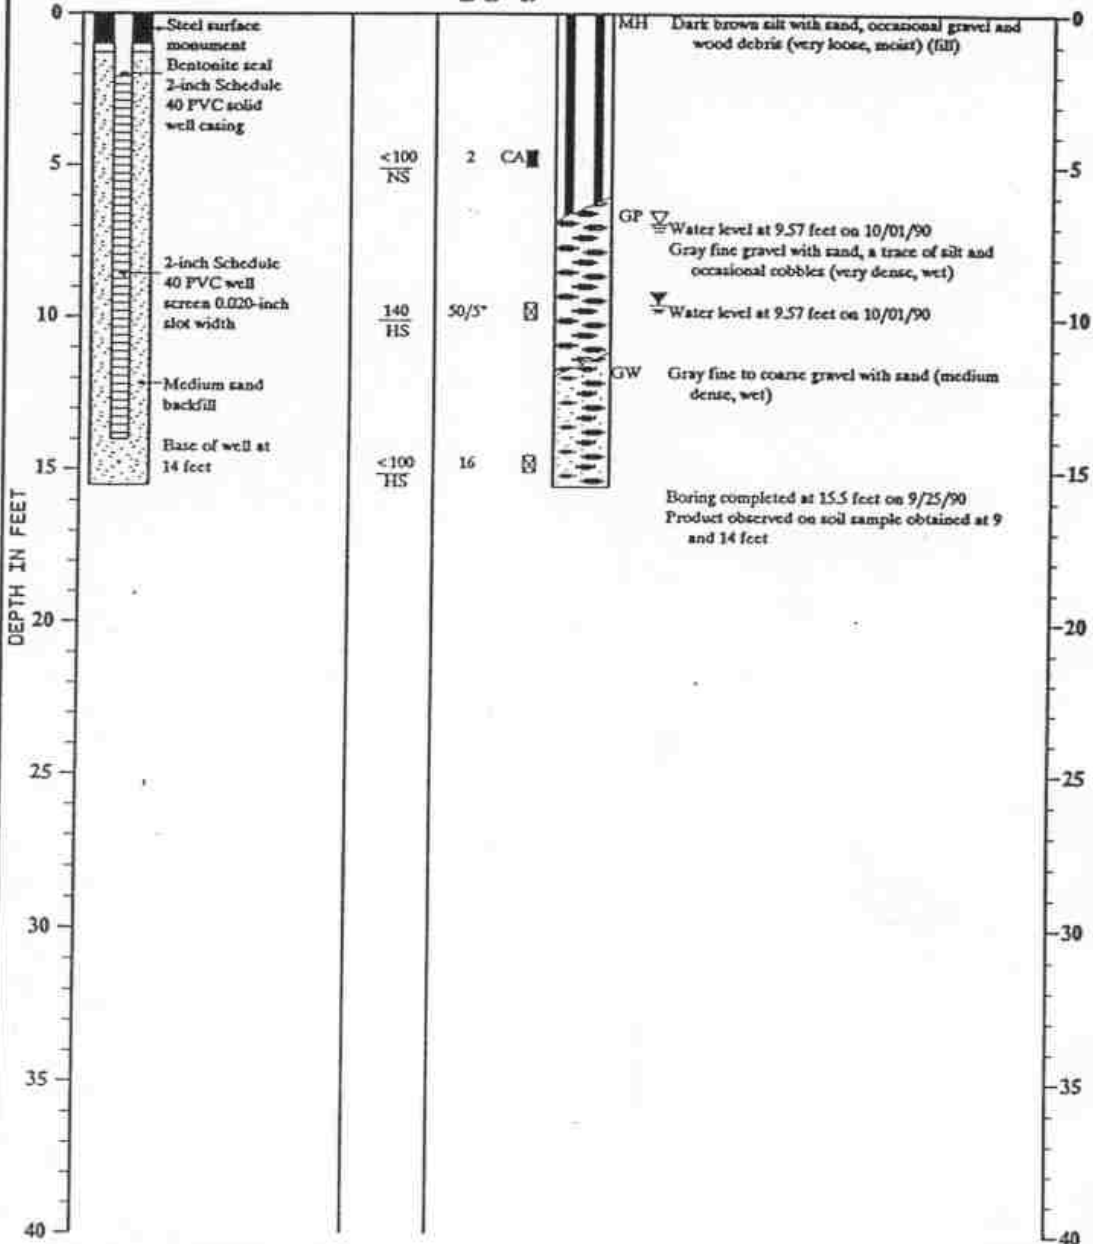 0
Steel surface
monument
Bentonite seal
2-inch Schedule
40 PVC solid
well casing
MH Dark brown silt with sand, occasional gravel and
wood debris (very loose, moist) (fill)
0
5
<100
NS
2 CA
5
GP Water level at 9.57 feet on 10/01/90
Gray fine gravel with sand, a trace of silt and
occasional cobbles (very dense, wet)
2-inch Schedule
40 PVC well
screen 0.020-inch
slot width
10
140
HS
50/5"
Water level at 9.57 feet on 10/01/90
10
Medium sand
backfill
GW Gray fine to coarse gravel with sand (medium
dense, wet)
Base of well at
14 feet
15
<100
HS
16
15
Boring completed at 15.5 feet on 9/25/90
Product observed on soil sample obtained at 9
and 14 feet
DEPTH IN FEET
20
20
25
25
30
30
35
35
40
40